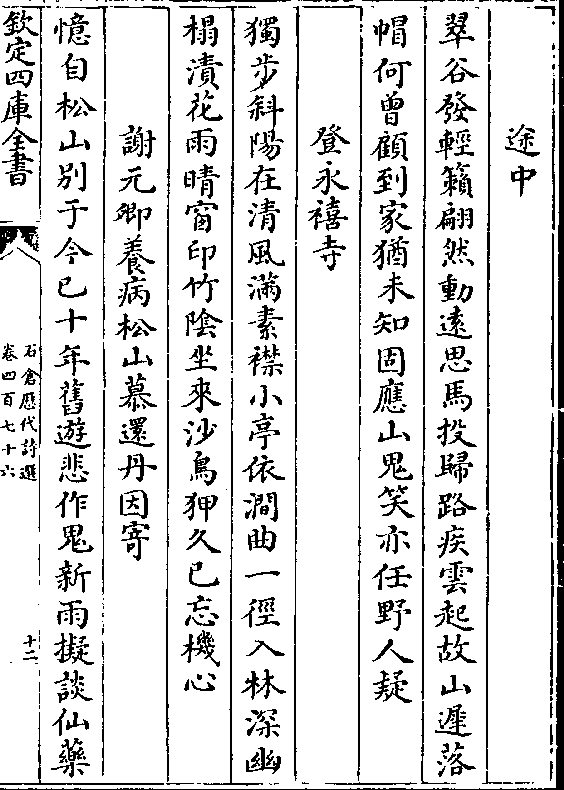 途中
翠谷發輕籟翩然動遠思馬投歸路疾雲起故山遲落
帽何曾顧到家猶未知固應山鬼笑亦任野人疑
登永禧寺
獨步斜陽在清風滿素襟小亭依澗曲一徑入林深幽
榻漬花雨晴窗印竹陰坐來沙鳥狎久已忘機心
謝元卿養病松山慕還丹因寄
憶自松山別于今已十年舊遊悲作鬼新雨擬談仙藥
欽定四庫全書
石倉歷代詩選
卷四百七十六
十二